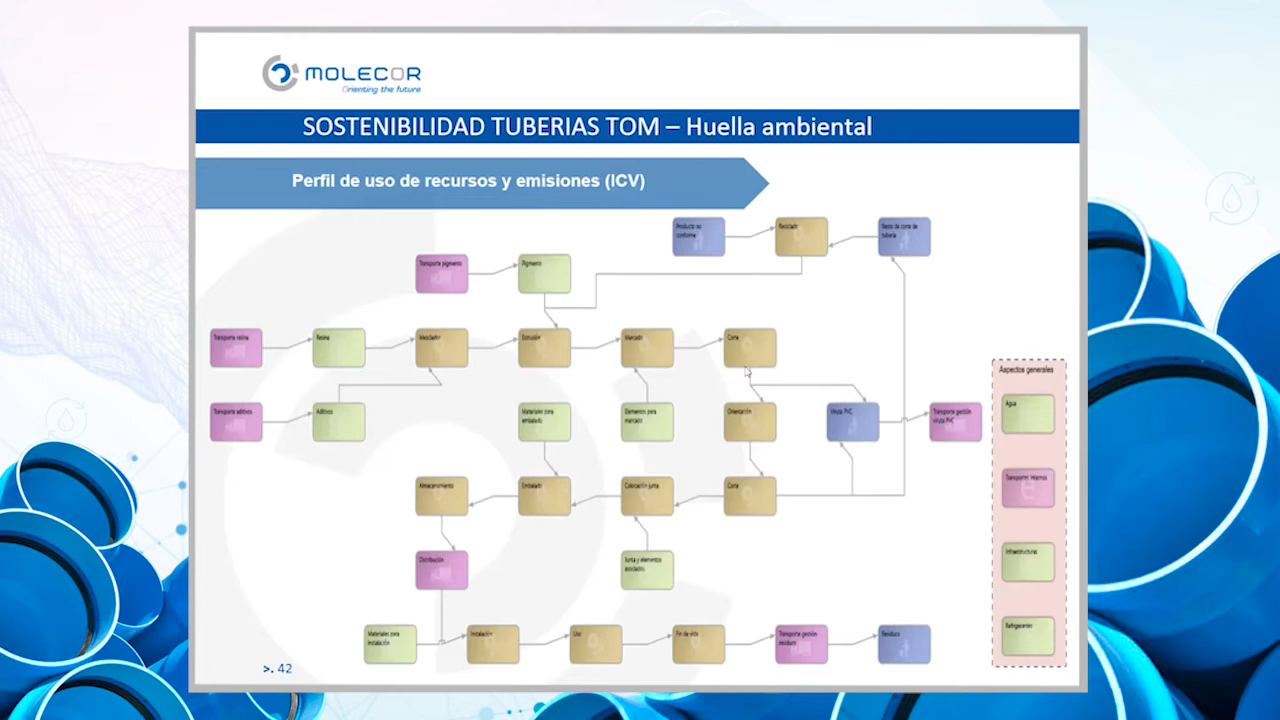 MOLECOR
Orienting the future
SOSTENIBILIDAD TUBERIAS TOM – Huella ambiental
Perfil de uso de recursos y emisiones (ICV)
Producto no
conforme
Reciclado
Resto de corte de
tubería
Transporte pigmento
Pigmento
Transporte resina
Resina
Mezclador
Extrusión
Marcado
Corte
Aspectos generales
Transporte aditivos
Aditivos
Materiales para
embalado
Elementos para
marcado
Orientación
Viruta PVC
Transporte gestión
viruta PVC
Agua
Almacenamiento
Embalado
Colocación junta
Corte
Transportes internos
Distribución
Junta y elementos
asociados
Infraestructuras
Materiales para
instalación
Instalación
Uso
Fin de vida
Transporte gestión
residuo
Residuo
Refrigerantes
>. 42